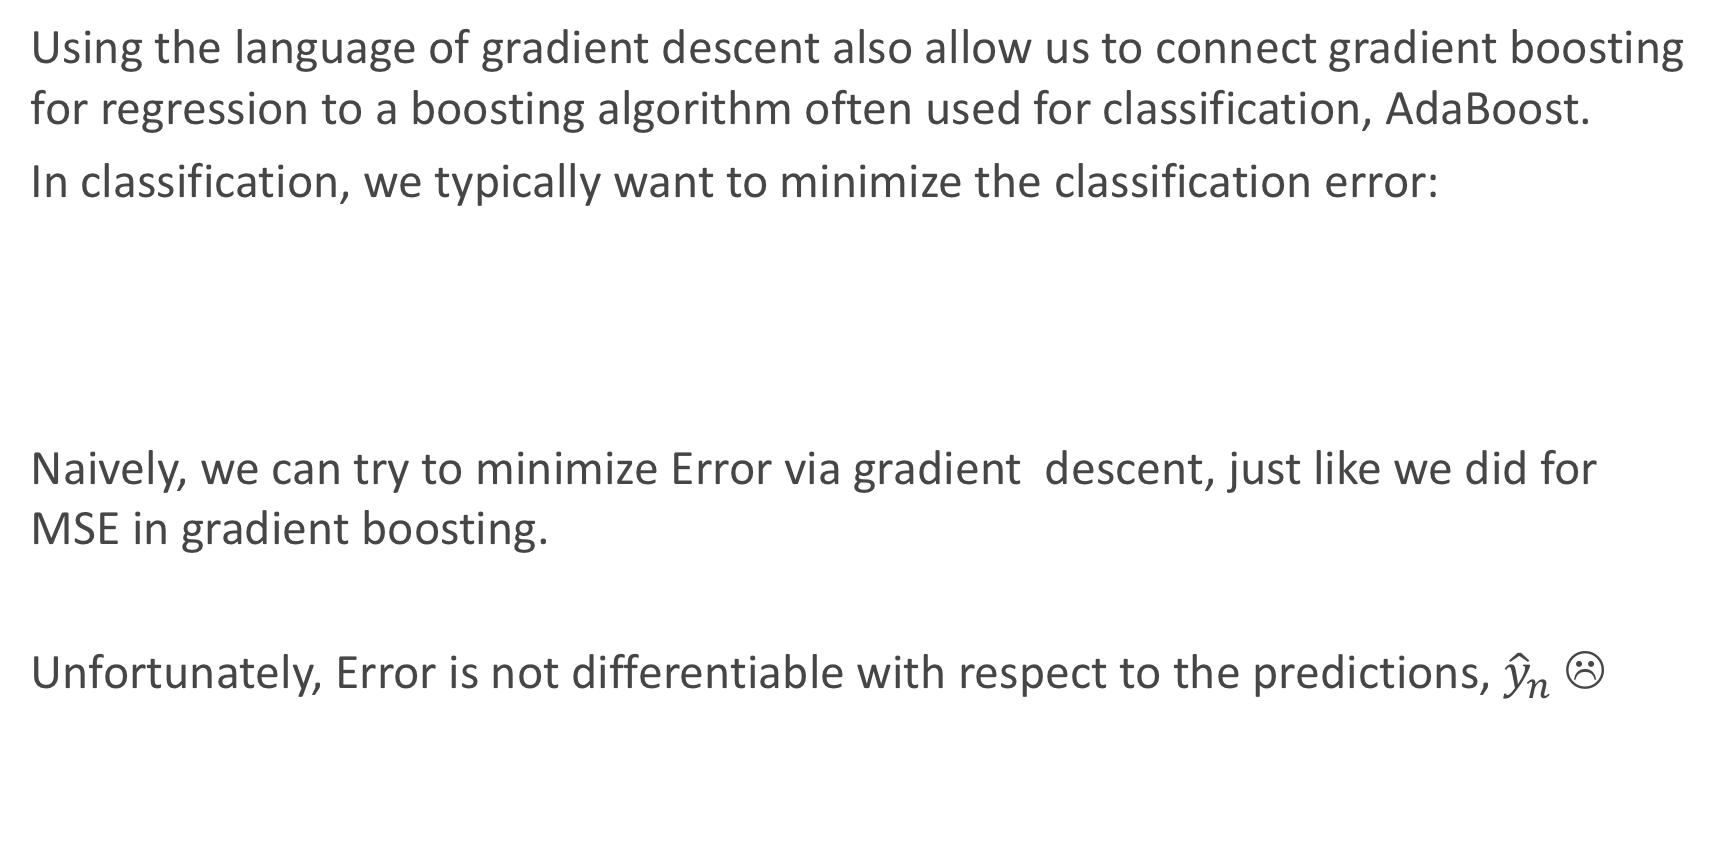 Using the language of gradient descent also allow us to connect gradient boosting
for regression to a boosting algorithm often used for classification, AdaBoost.
In classification, we typically want to minimize the classification error:
Naively, we can try to minimize Error via gradient  descent, just like we did for
MSE in gradient boosting.
Unfortunately, Error is not differentiable with respect to the predictions, ŷₙ ☹